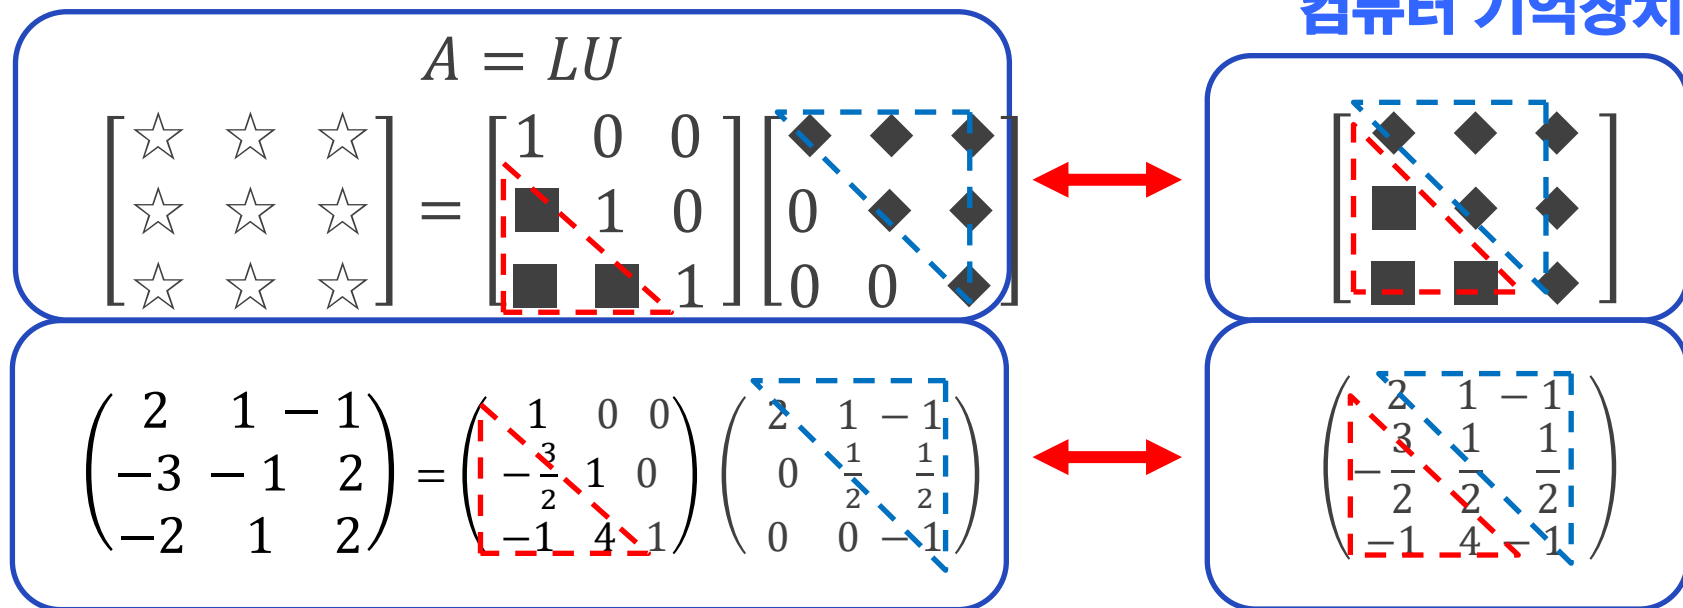 컴퓨터 기억장치
A = LU
[☆ ☆ ☆] [1 0 0] [◆ ◆ ◆] [◆ ◆ ◆]
[☆ ☆ ☆] = [■ 1 0] [0 ◆ ◆] [■ ◆ ◆]
[☆ ☆ ☆] [■ ■ 1] [0 0 ◆] [■ ■ ◆]
(2 1 −1) (1 0 0) (2 1 −1) (2 1 −1)
(−3 −1 2) = (−3/2 1 0) (0 1/2 1/2) (−3/2 1/2 1/2)
(−2 1 2) (−1 4 1) (0 0 −1) (−1 4 −1)